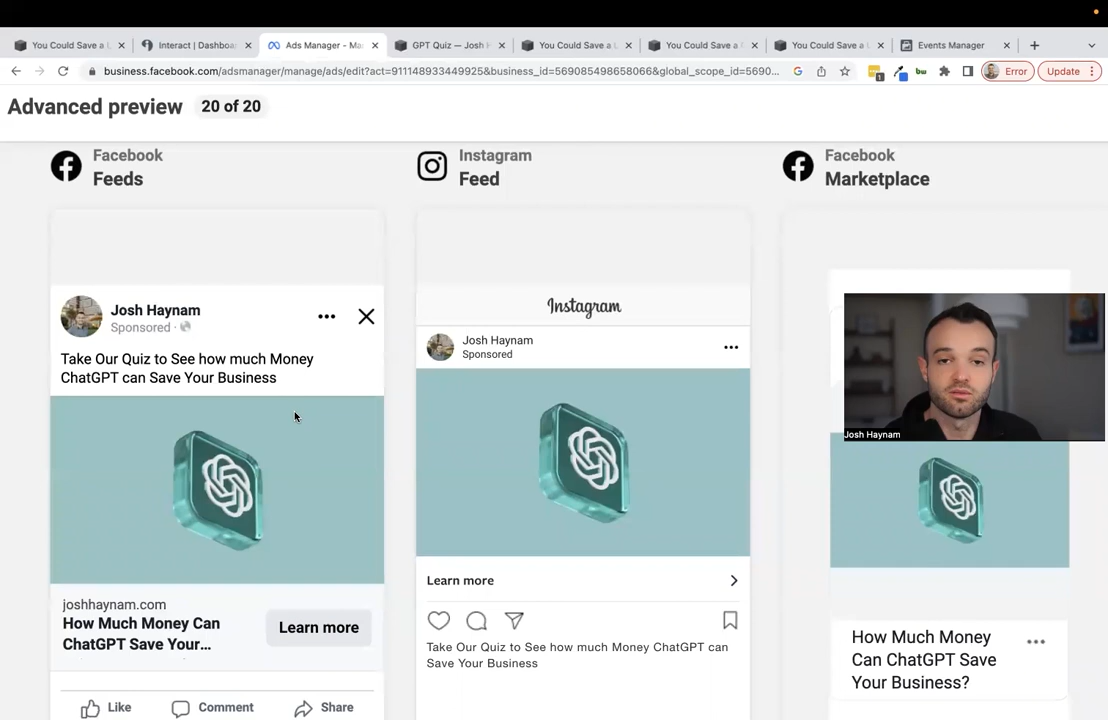 You Could Save a L
Interact | Dashboa
Ads Manager - Ma
GPT Quiz — Josh H
You Could Save a
You Could Save a
You Could Save a
Events Manager
business.facebook.com/adsmanager/manage/ads/edit?act=911148933449925&business_id=569085498658066&global_scope_id=5690...
bw
Error
Update
Advanced preview
20 of 20
Facebook
Feeds
Josh Haynam
Sponsored ·
Take Our Quiz to See how much Money
ChatGPT can Save Your Business
joshhaynam.com
How Much Money Can
ChatGPT Save Your...
Learn more
Like
Comment
Share
Instagram
Feed
Instagram
Josh Haynam
Sponsored
Learn more
Take Our Quiz to See how much Money ChatGPT can
Save Your Business
Facebook
Marketplace
Josh Haynam
How Much Money
Can ChatGPT Save
Your Business?